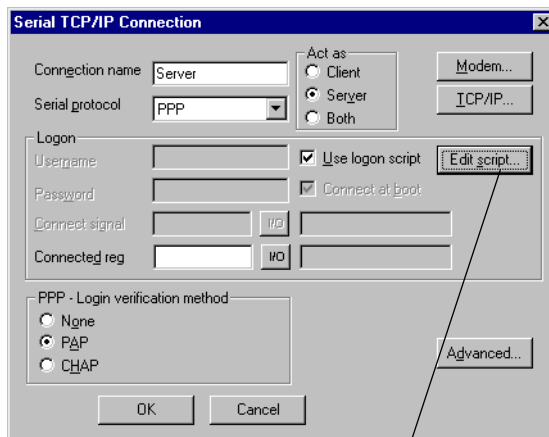 Serial TCP/IP Connection
Connection name Server
Serial protocol PPP
Act as
Client
Server
Both
Modem...
TCP/IP...
Logon
Username
Use logon script
Edit script...
Password
Connect at boot
Connect signal I/O
Connected reg I/O
PPP - Login verification method
None
PAP
CHAP
Advanced...
OK Cancel